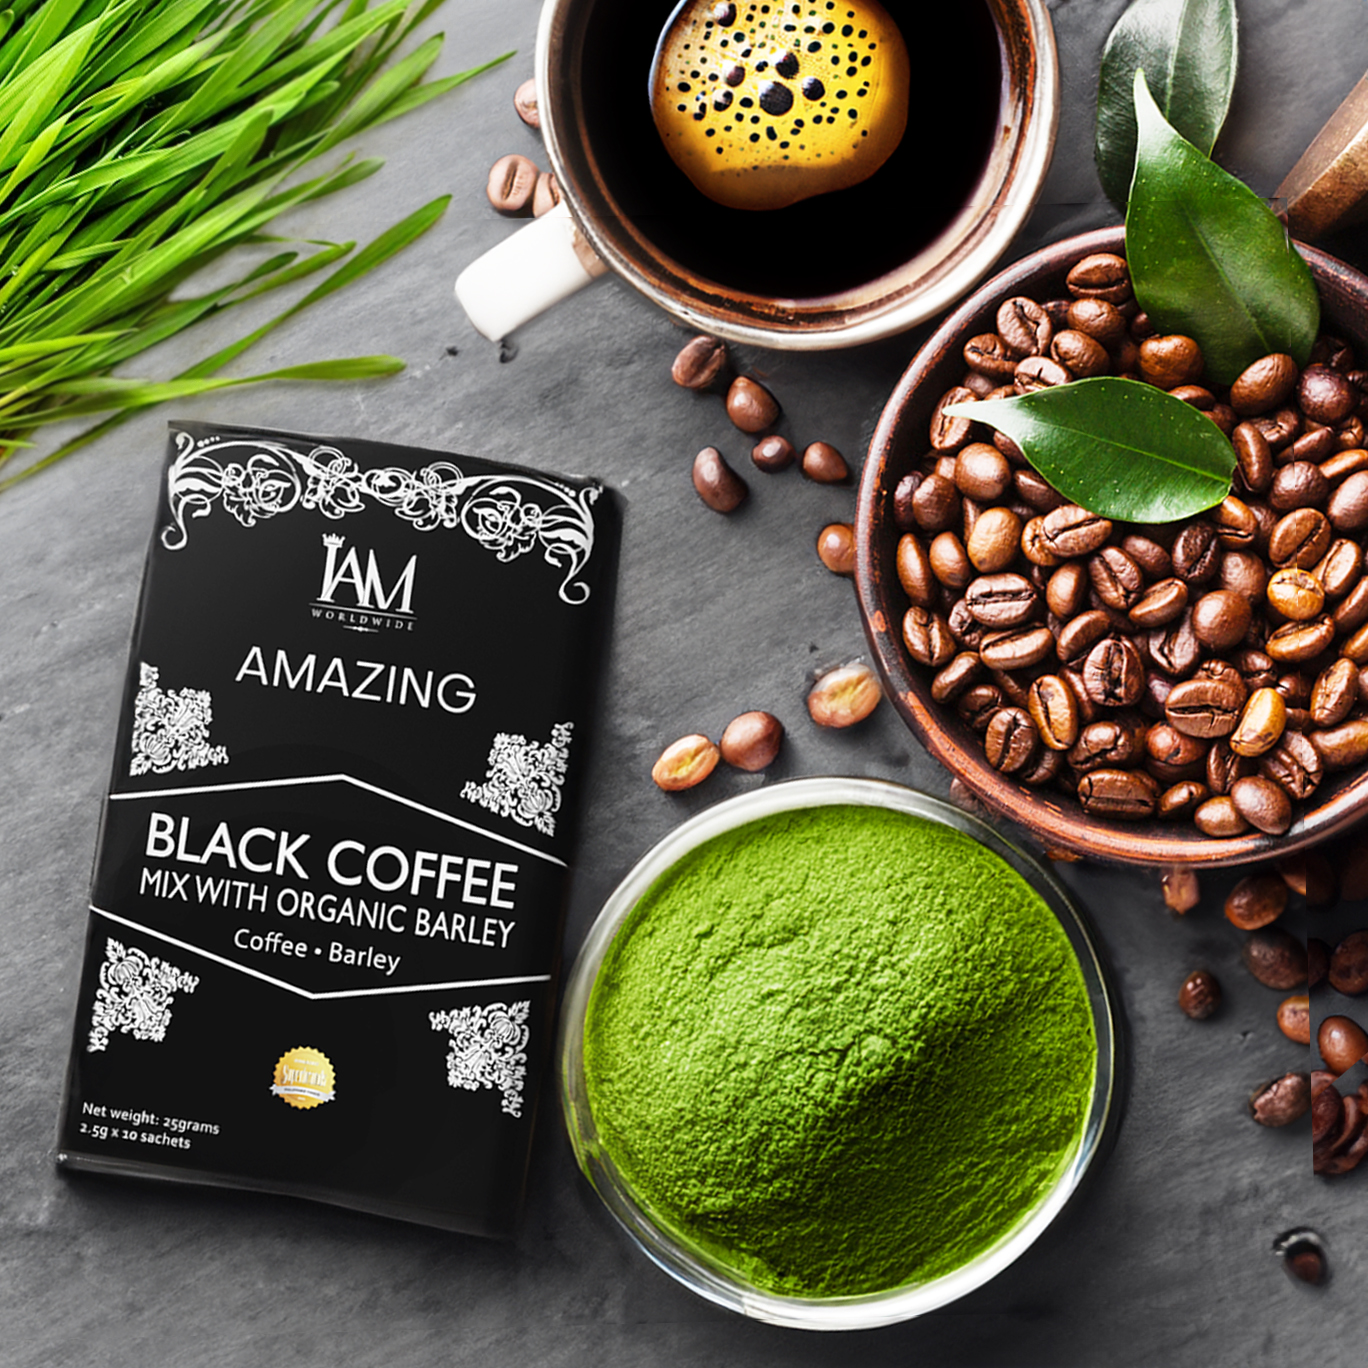 IAM
WORLDWIDE
AMAZING
BLACK COFFEE
MIX WITH ORGANIC BARLEY
Coffee • Barley
Net weight: 25grams
2.5g x 10 sachets